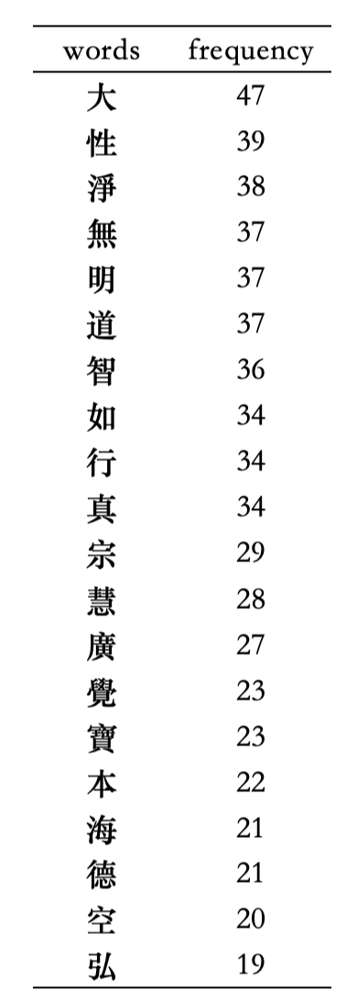 words frequency
大 47
性 39
淨 38
無 37
明 37
道 37
智 36
如 34
行 34
真 34
宗 29
慧 28
廣 27
覺 23
寶 23
本 22
海 21
德 21
空 20
弘 19